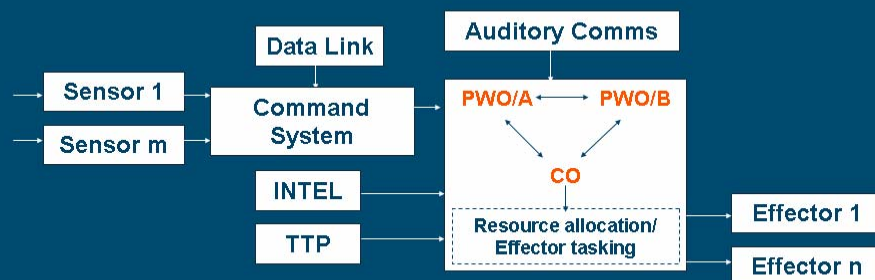 Auditory Comms
Data Link
Sensor 1
Command
System
PWO/A
PWO/B
Sensor m
CO
INTEL
Resource allocation/
Effector tasking
Effector 1
TTP
Effector n